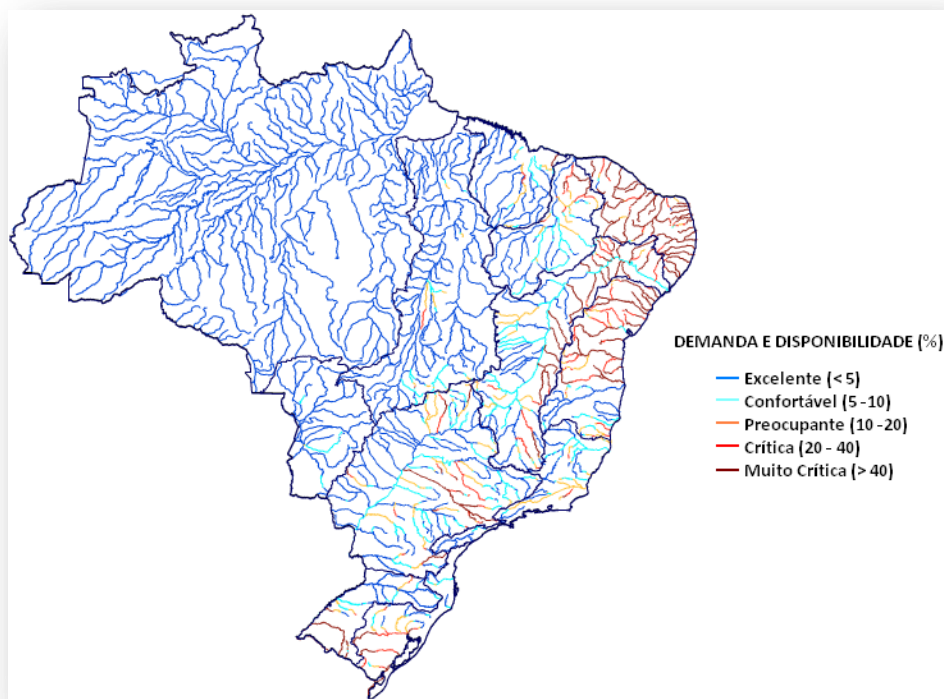 DEMANDA E DISPONIBILIDADE (%)
Excelente (< 5)
Confortável (5 -10)
Preocupante (10 -20)
Crítica (20 - 40)
Muito Crítica (> 40)